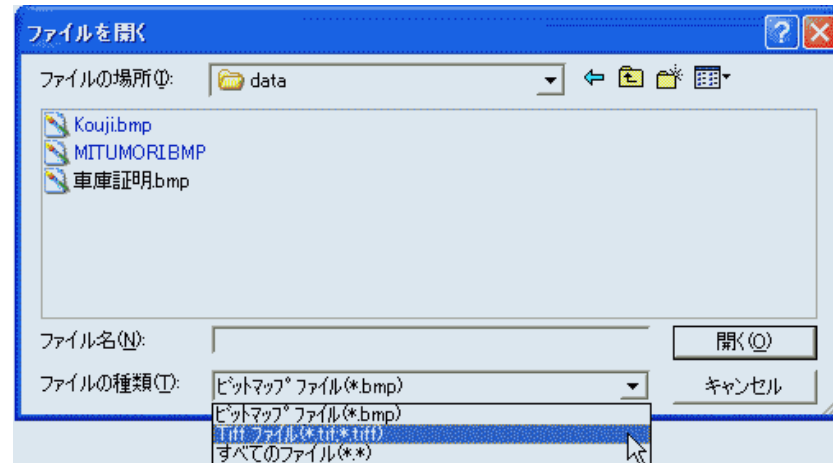 ファイルを開く
ファイルの場所(I):
data
Kouji.bmp
MITUMORI.BMP
車庫証明.bmp
ファイル名(N):
開く(O)
ファイルの種類(T):
ビットマップ ファイル(*.bmp)
キャンセル
ビットマップ ファイル(*.bmp)
Tiff ファイル(*.tif;*.tiff)
すべてのファイル(*.*)